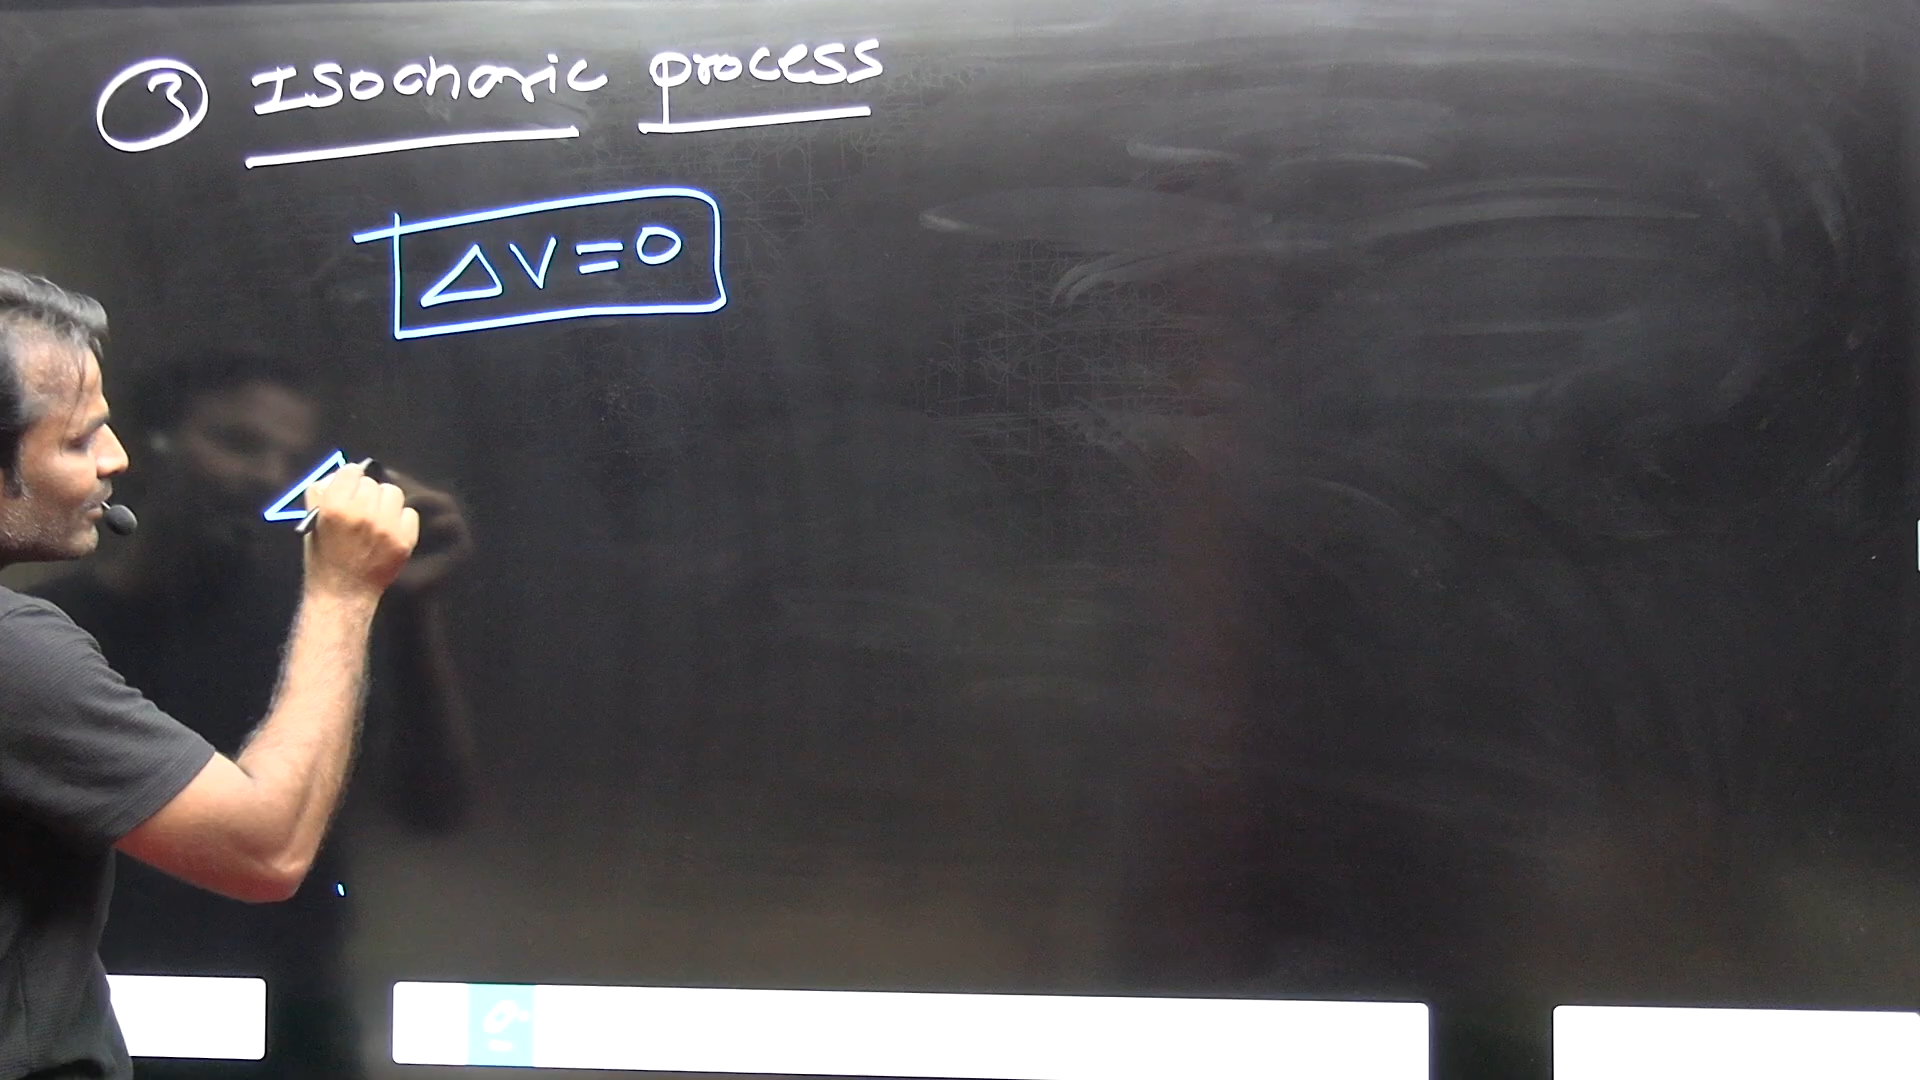 3 Isochoric process
ΔV=0
Δ